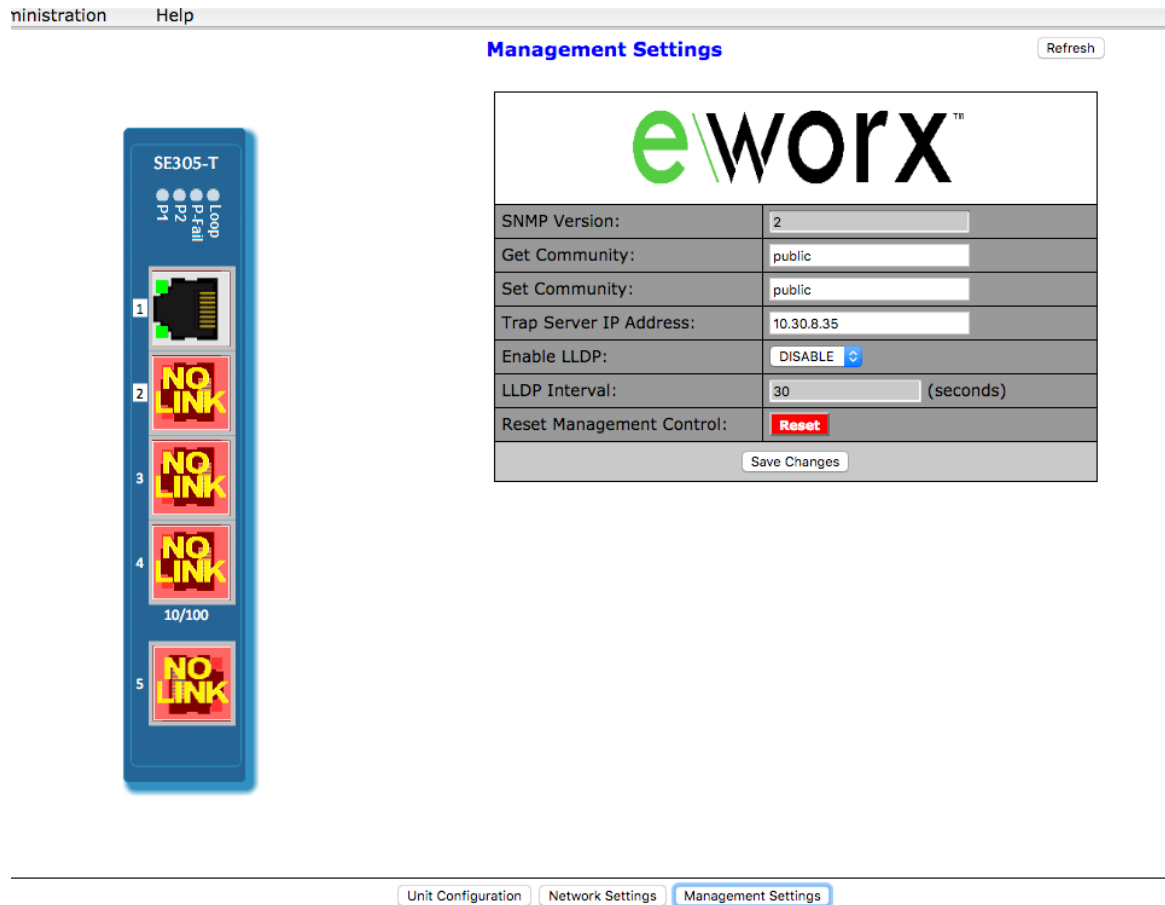 ninistration Help
Management Settings Refresh
e\worx™
SE305-T
P1 P2 P-Fail Loop
SNMP Version: 2
Get Community: public
Set Community: public
Trap Server IP Address: 10.30.8.35
Enable LLDP: DISABLE
LLDP Interval: 30 (seconds)
Reset Management Control: Reset
Save Changes
1
2 NO LINK
3 NO LINK
4 NO LINK
10/100
5 NO LINK
Unit Configuration Network Settings Management Settings